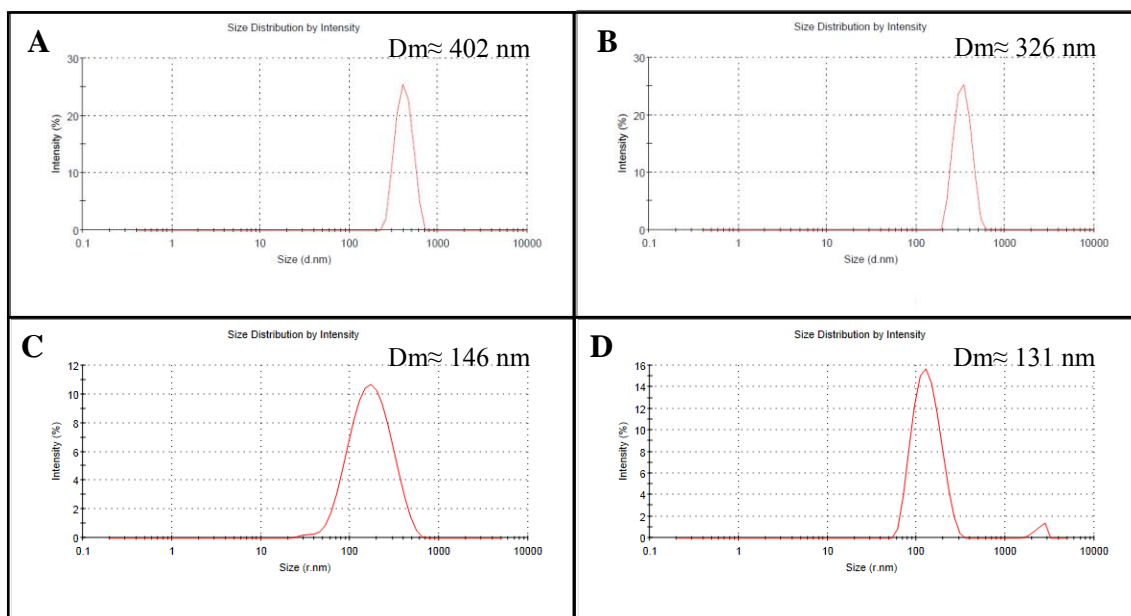 A
Size Distribution by Intensity
Dm≈ 402 nm
30
20
10
0
Intensity (%)
0.1 1 10 100 1000 10000
Size (d.nm)
B
Size Distribution by Intensity
Dm≈ 326 nm
30
20
10
0
Intensity (%)
0.1 1 10 100 1000 10000
Size (d.nm)
C
Size Distribution by Intensity
Dm≈ 146 nm
12
10
8
6
4
2
0
Intensity (%)
0.1 1 10 100 1000 10000
Size (r.nm)
D
Size Distribution by Intensity
Dm≈ 131 nm
16
14
12
10
8
6
4
2
0
Intensity (%)
0.1 1 10 100 1000 10000
Size (r.nm)